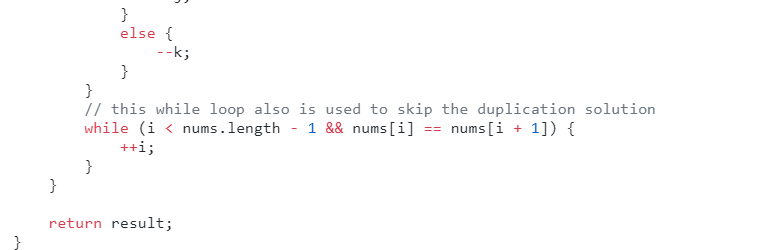 }
else {
--k;
}
}
// this while loop also is used to skip the duplication solution
while (i < nums.length - 1 && nums[i] == nums[i + 1]) {
++i;
}
}
return result;
}